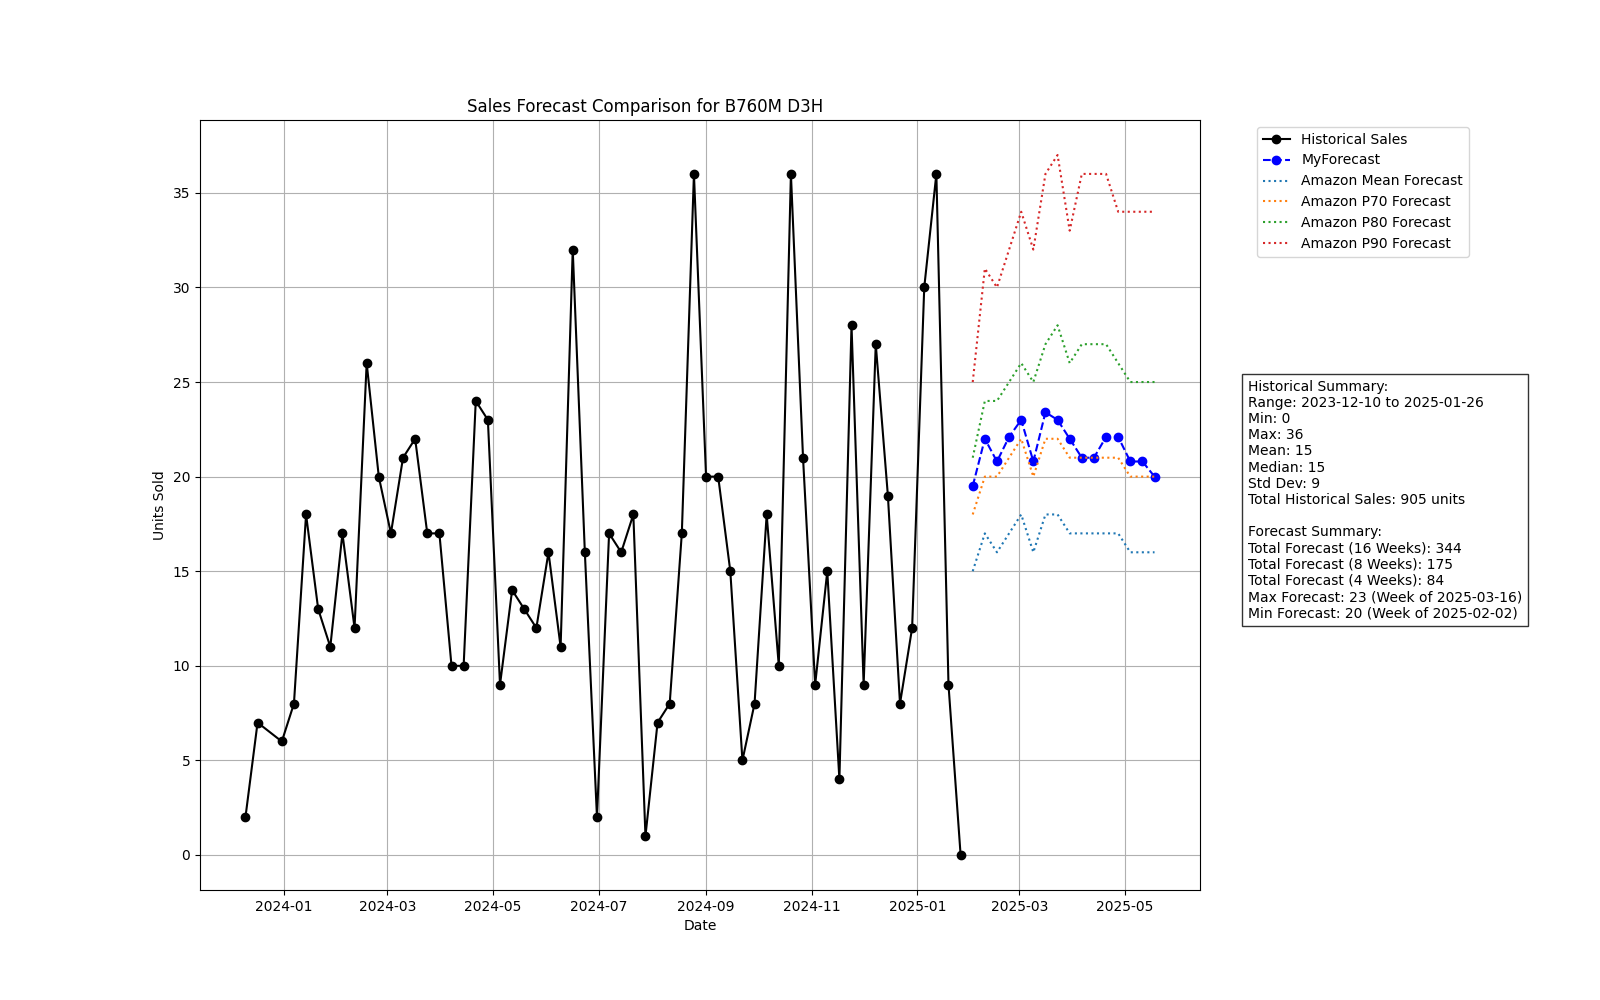 Sales Forecast Comparison for B760M D3H
Historical Sales
MyForecast
Amazon Mean Forecast
Amazon P70 Forecast
Amazon P80 Forecast
Amazon P90 Forecast
Units Sold
35
30
25
20
15
10
5
0
2024-01
2024-03
2024-05
2024-07
2024-09
2024-11
2025-01
2025-03
2025-05
Date
Historical Summary:
Range: 2023-12-10 to 2025-01-26
Min: 0
Max: 36
Mean: 15
Median: 15
Std Dev: 9
Total Historical Sales: 905 units
Forecast Summary:
Total Forecast (16 Weeks): 344
Total Forecast (8 Weeks): 175
Total Forecast (4 Weeks): 84
Max Forecast: 23 (Week of 2025-03-16)
Min Forecast: 20 (Week of 2025-02-02)